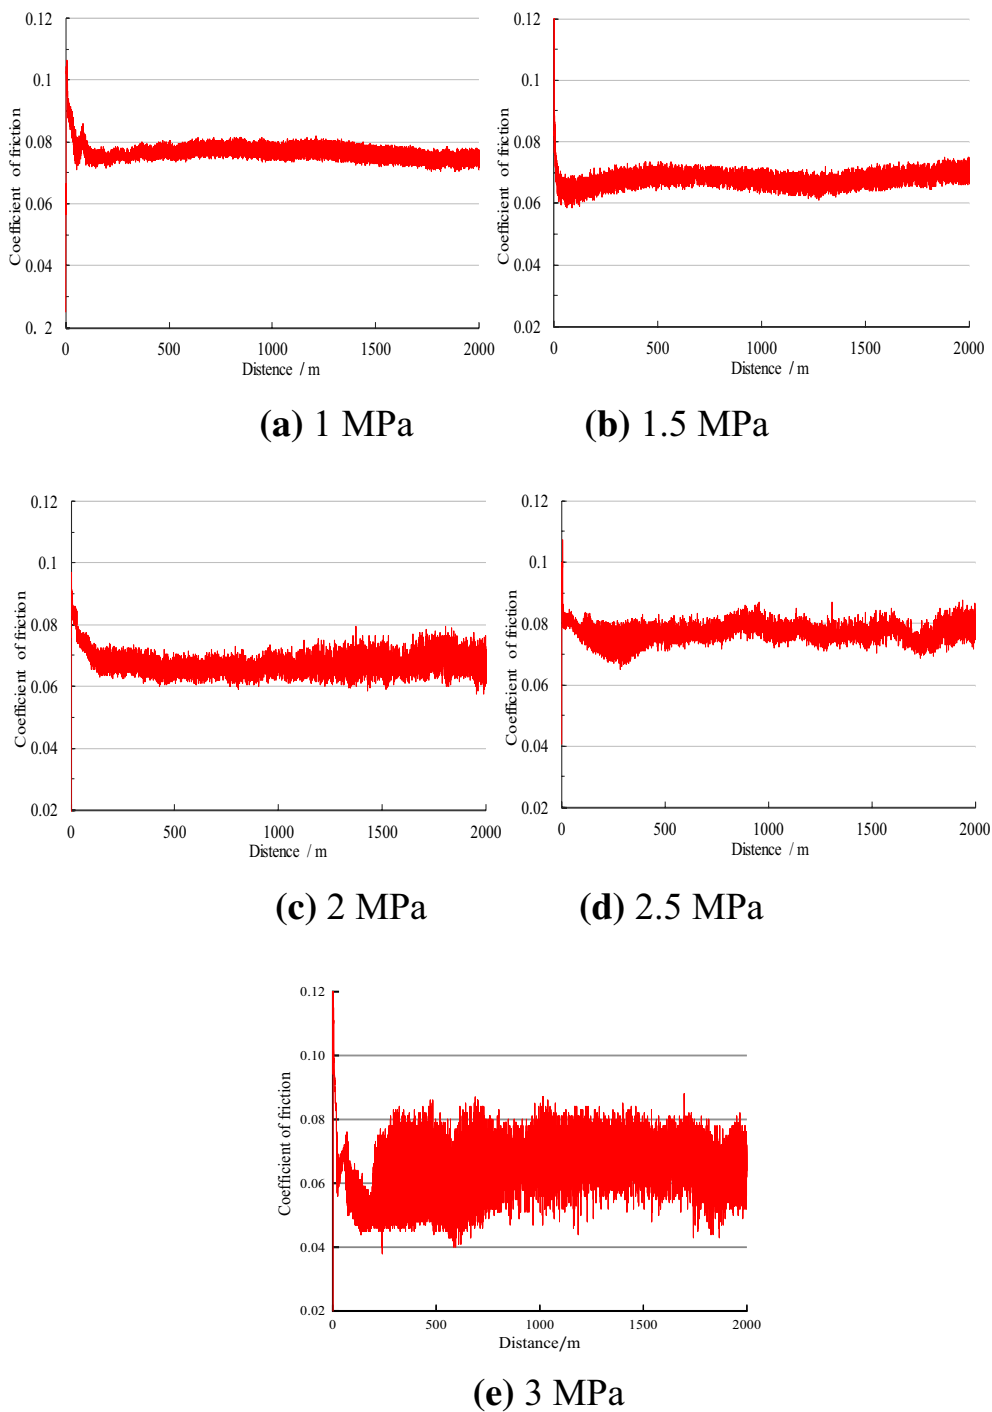 0.12
0.1
0.08
0.06
0.04
0. 2
Coefficient of friction
0 500 1000 1500 2000
Distence / m
(a) 1 MPa
0.12
0.1
0.08
0.06
0.04
0.02
Coefficient of friction
0 500 1000 1500 2000
Distence / m
(b) 1.5 MPa
0.12
0.1
0.08
0.06
0.04
0.02
Coefficient of friction
0 500 1000 1500 2000
Distence / m
(c) 2 MPa
0.12
0.1
0.08
0.06
0.04
0.02
Coefficient of friction
0 500 1000 1500 2000
Distence / m
(d) 2.5 MPa
0.12
0.10
0.08
0.06
0.04
0.02
Coefficient of friction
0 500 1000 1500 2000
Distance/m
(e) 3 MPa